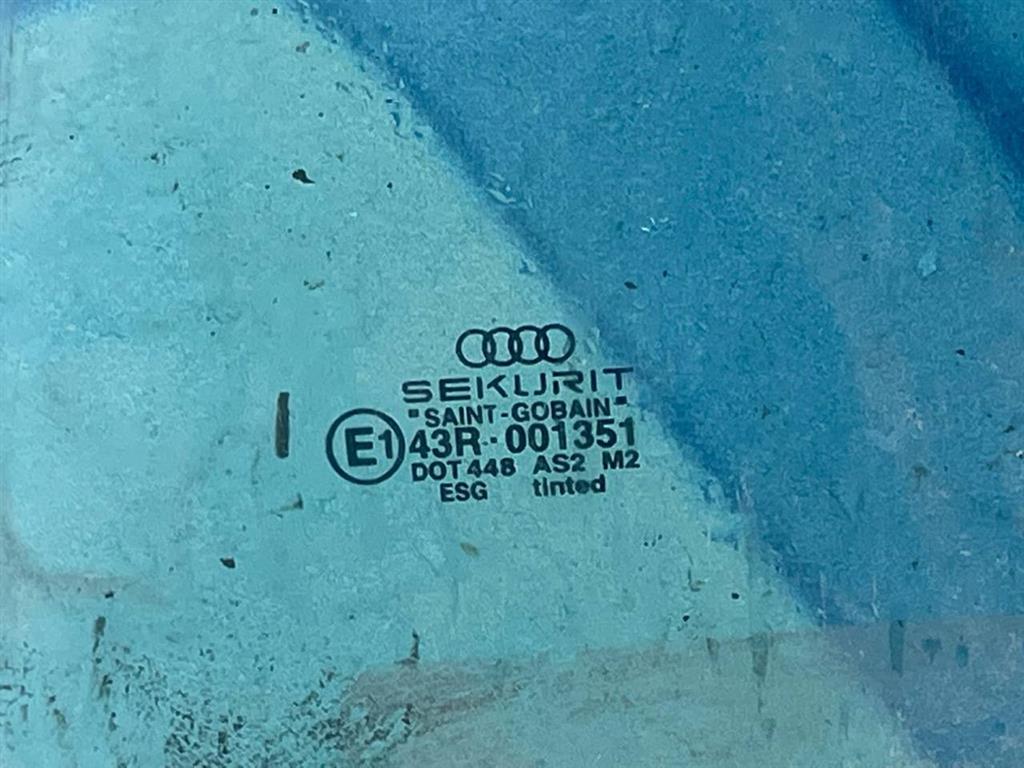 SEKURIT
"SAINT-GOBAIN"
E1 43R-001351
DOT 448 AS2 M2
ESG tinted